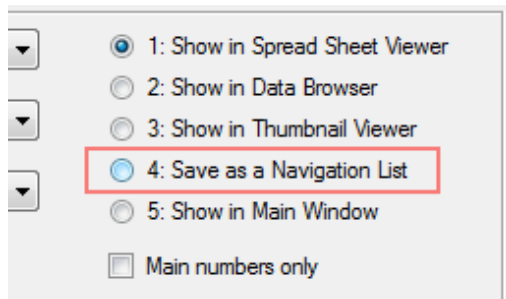 1: Show in Spread Sheet Viewer
2: Show in Data Browser
3: Show in Thumbnail Viewer
4: Save as a Navigation List
5: Show in Main Window
Main numbers only